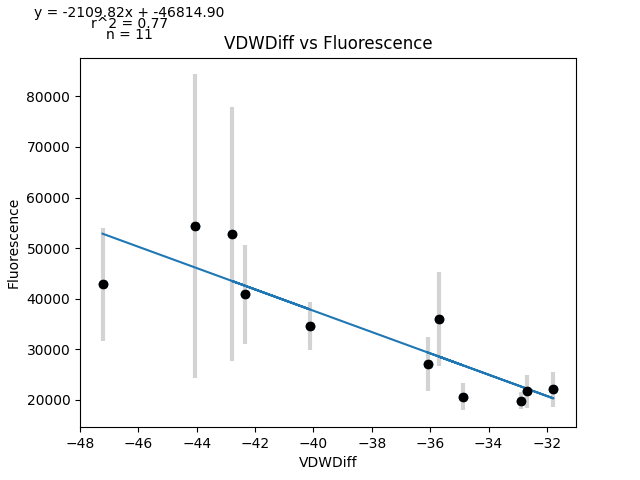 y = -2109.82x + -46814.90
r^2 = 0.77
n = 11
VDWDiff vs Fluorescence
80000
70000
60000
50000
40000
30000
20000
Fluorescence
−48 −46 −44 −42 −40 −38 −36 −34 −32
VDWDiff